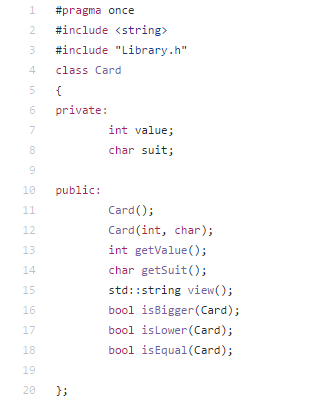 1 #pragma once
2 #include <string>
3 #include "Library.h"
4 class Card
5 {
6 private:
7 int value;
8 char suit;
9
10 public:
11 Card();
12 Card(int, char);
13 int getValue();
14 char getSuit();
15 std::string view();
16 bool isBigger(Card);
17 bool isLower(Card);
18 bool isEqual(Card);
19
20 };